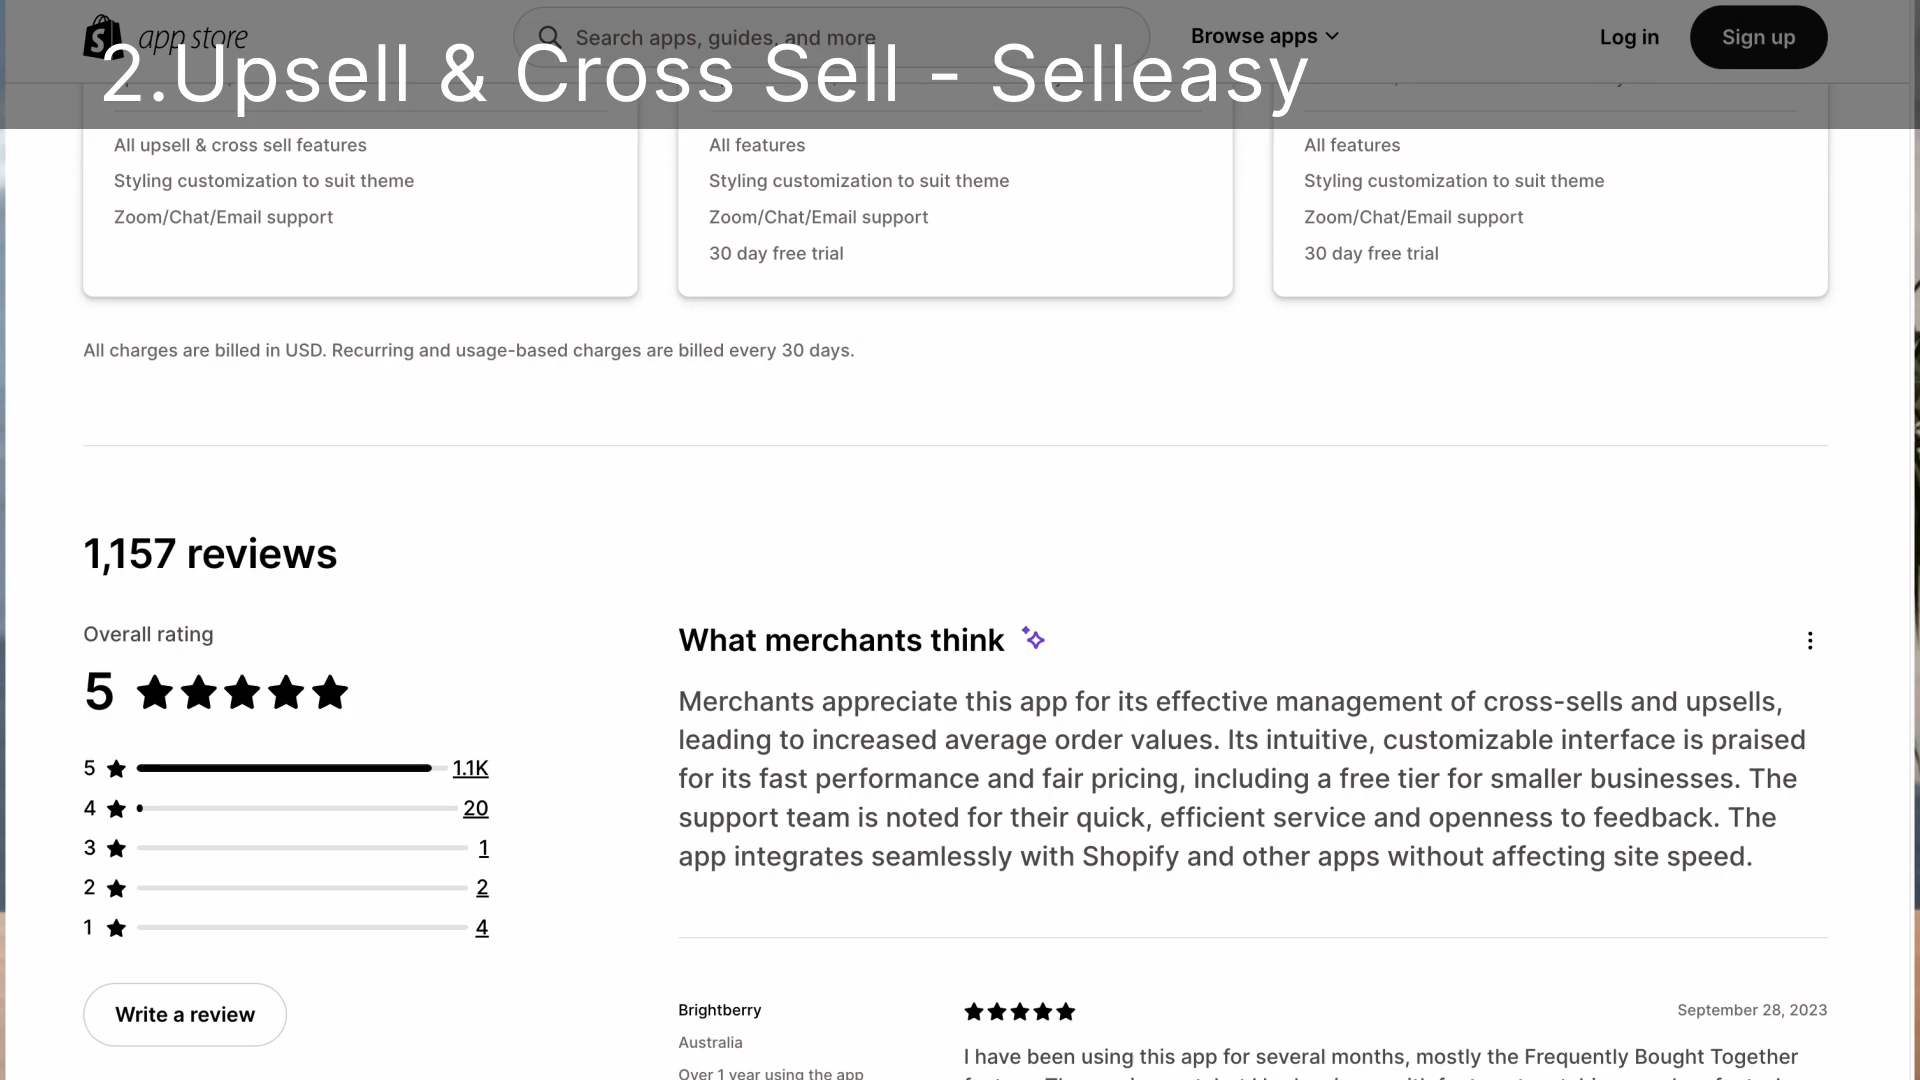 app store
Search apps, guides, and more
Browse apps
Log in
Sign up
2.Upsell & Cross Sell - Selleasy
All upsell & cross sell features
Styling customization to suit theme
Zoom/Chat/Email support
All features
Styling customization to suit theme
Zoom/Chat/Email support
30 day free trial
All features
Styling customization to suit theme
Zoom/Chat/Email support
30 day free trial
All charges are billed in USD. Recurring and usage-based charges are billed every 30 days.
1,157 reviews
Overall rating
5
5 1.1K
4 20
3 1
2 2
1 4
Write a review
What merchants think
Merchants appreciate this app for its effective management of cross-sells and upsells,
leading to increased average order values. Its intuitive, customizable interface is praised
for its fast performance and fair pricing, including a free tier for smaller businesses. The
support team is noted for their quick, efficient service and openness to feedback. The
app integrates seamlessly with Shopify and other apps without affecting site speed.
Brightberry
Australia
Over 1 year using the app
September 28, 2023
I have been using this app for several months, mostly the Frequently Bought Together